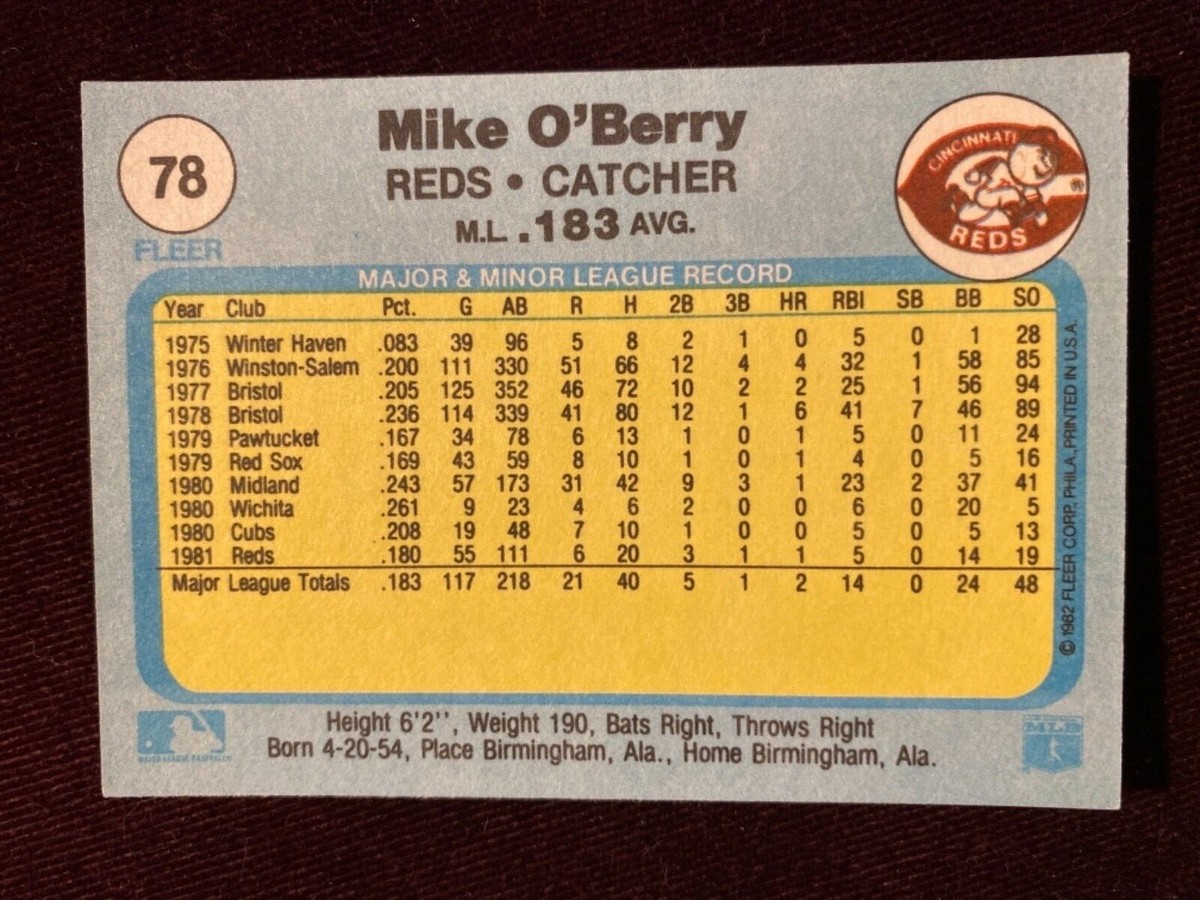 78
FLEER
Mike O'Berry
REDS • CATCHER
M.L. .183 AVG.
CINCINNATI
REDS
®
MAJOR & MINOR LEAGUE RECORD
Year Club Pct. G AB R H 2B 3B HR RBI SB BB SO
1975 Winter Haven .083 39 96 5 8 2 1 0 5 0 1 28
1976 Winston-Salem .200 111 330 51 66 12 4 4 32 1 58 85
1977 Bristol .205 125 352 46 72 10 2 2 25 1 56 94
1978 Bristol .236 114 339 41 80 12 1 6 41 7 46 89
1979 Pawtucket .167 34 78 6 13 1 0 1 5 0 11 24
1979 Red Sox .169 43 59 8 10 1 0 1 4 0 5 16
1980 Midland .243 57 173 31 42 9 3 1 23 2 37 41
1980 Wichita .261 9 23 4 6 2 0 0 6 0 20 5
1980 Cubs .208 19 48 7 10 1 0 0 5 0 5 13
1981 Reds .180 55 111 6 20 3 1 1 5 0 14 19
Major League Totals .183 117 218 21 40 5 1 2 14 0 24 48
© 1982 FLEER CORP., PHILA., PRINTED IN U.S.A.
Height 6'2'', Weight 190, Bats Right, Throws Right
Born 4-20-54, Place Birmingham, Ala., Home Birmingham, Ala.
MAJOR LEAGUE BASEBALL